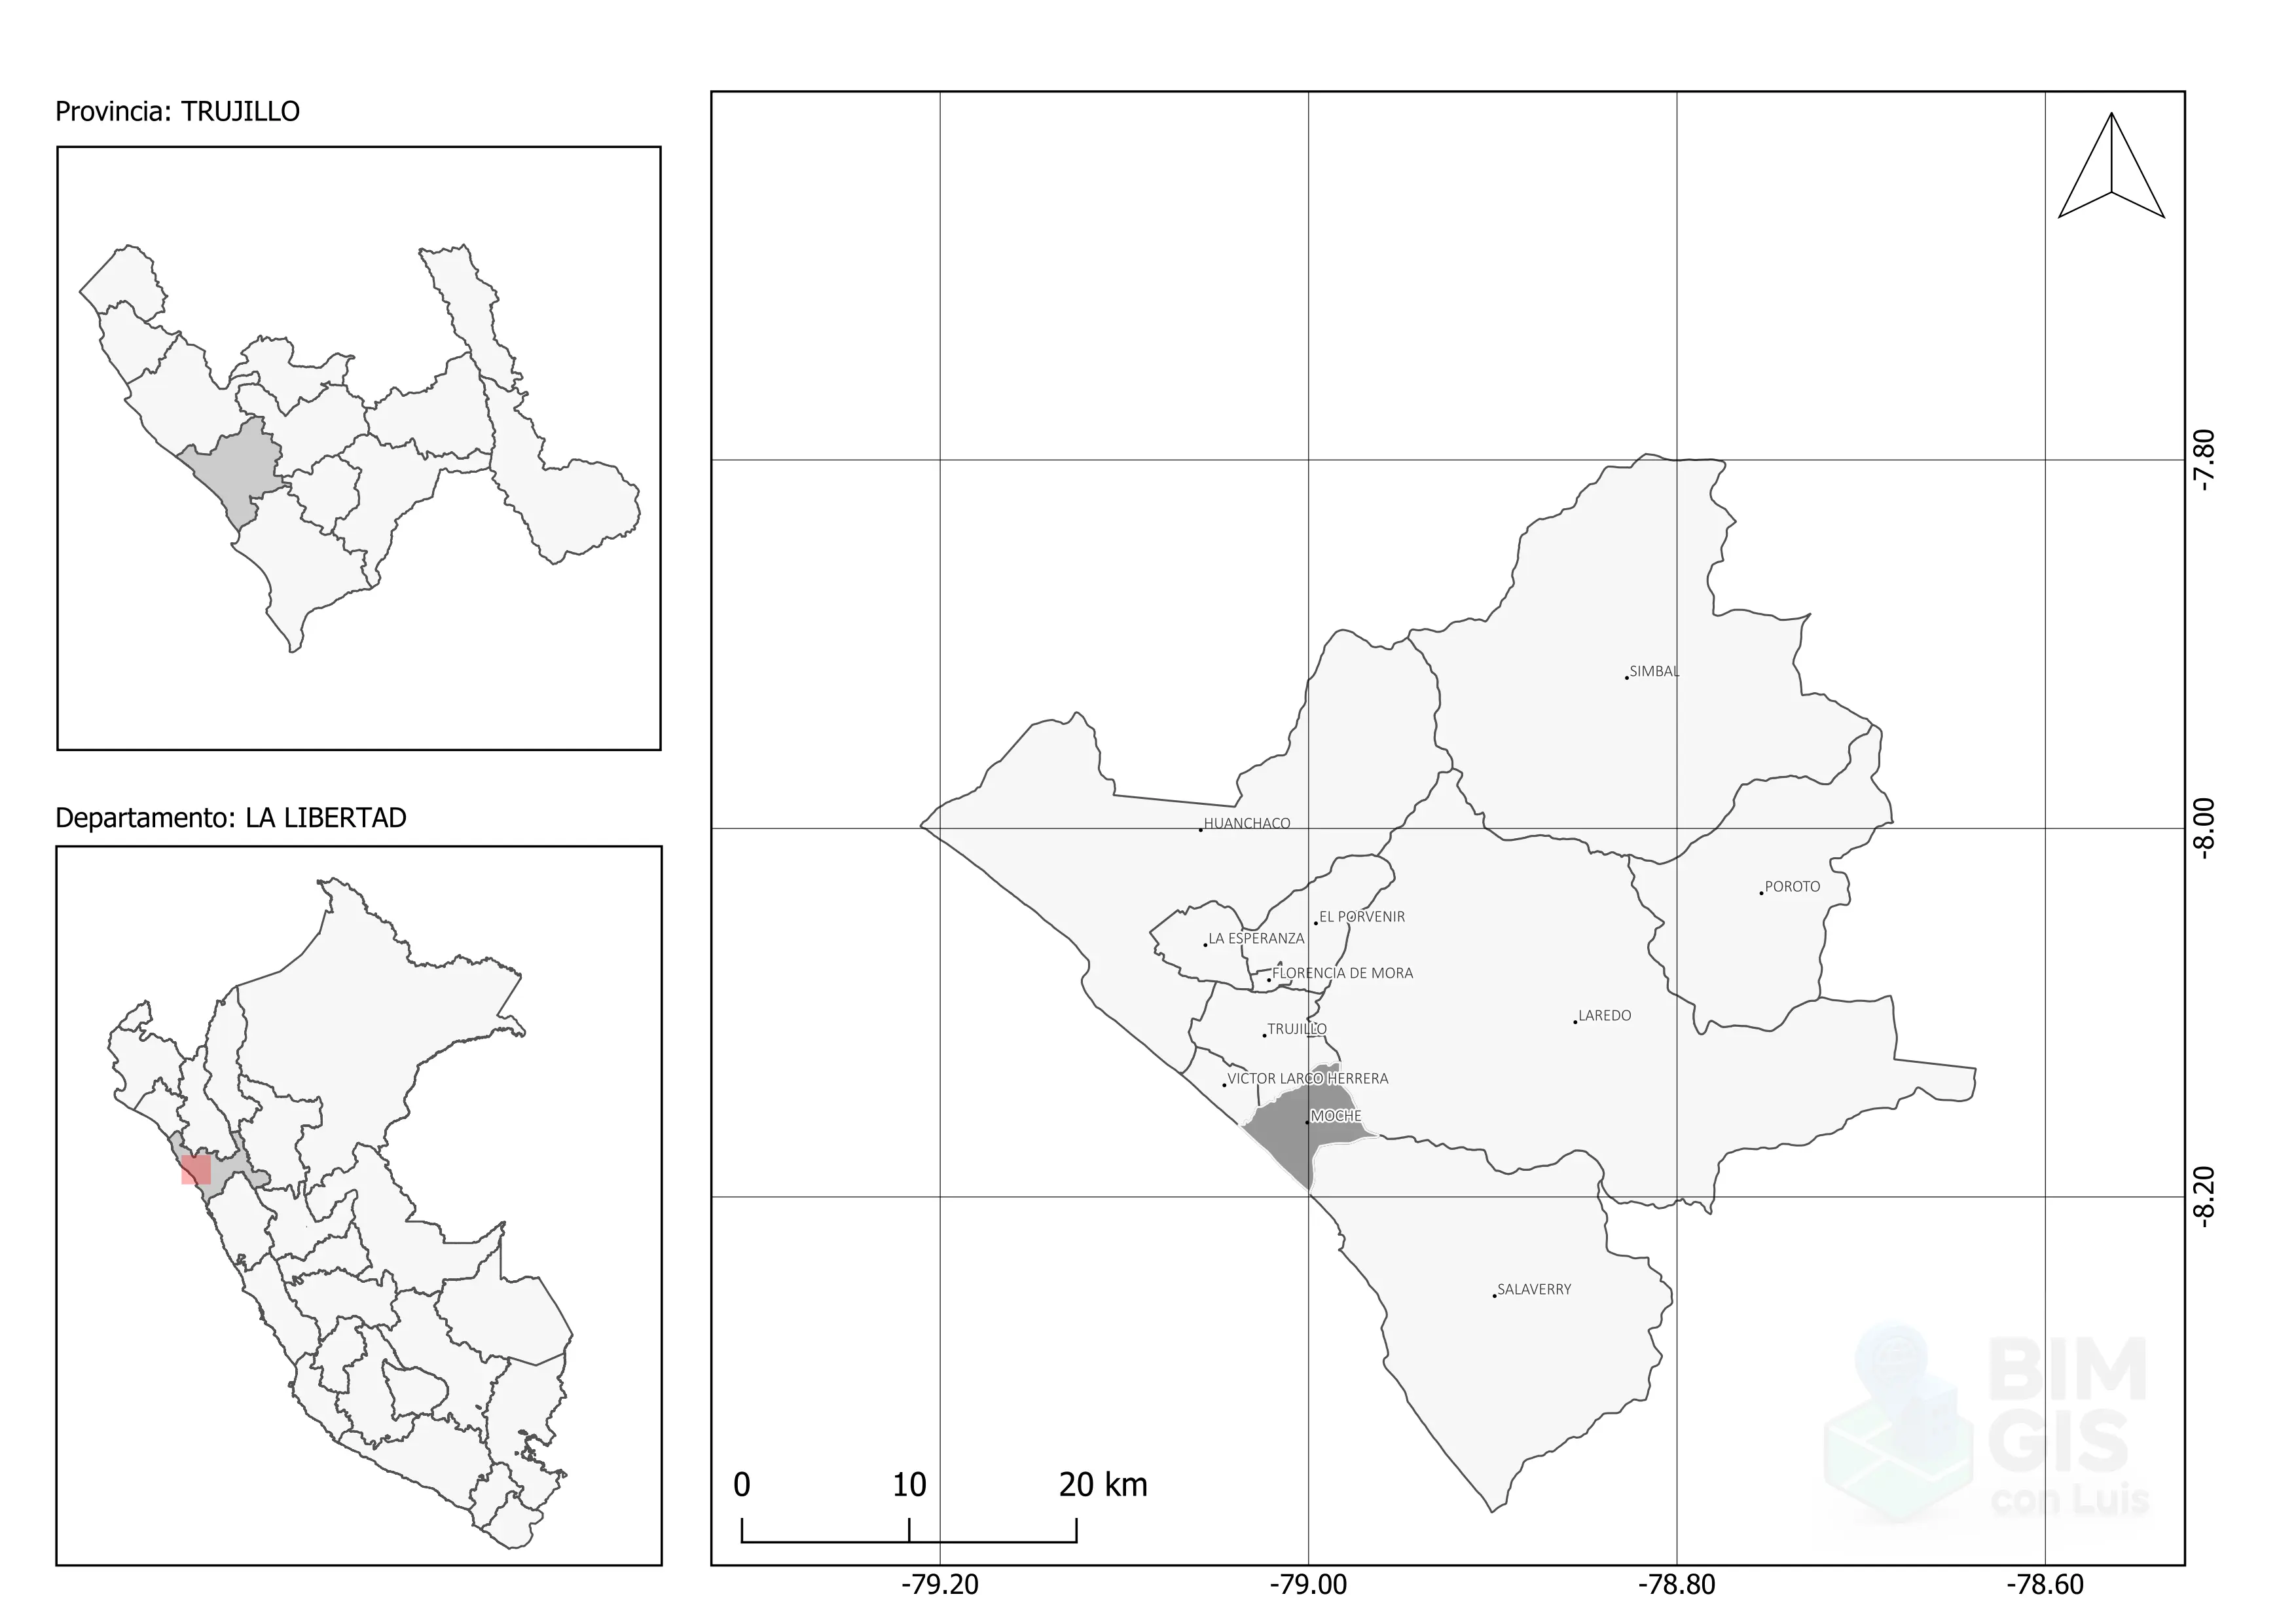 Provincia: TRUJILLO
Departamento: LA LIBERTAD
SIMBAL
HUANCHACO
POROTO
EL PORVENIR
LA ESPERANZA
FLORENCIA DE MORA
LAREDO
TRUJILLO
VICTOR LARCO HERRERA
MOCHE
SALAVERRY
-7.80
-8.00
-8.20
0 10 20 km
-79.20 -79.00 -78.80 -78.60
BIM
GIS
con Luis